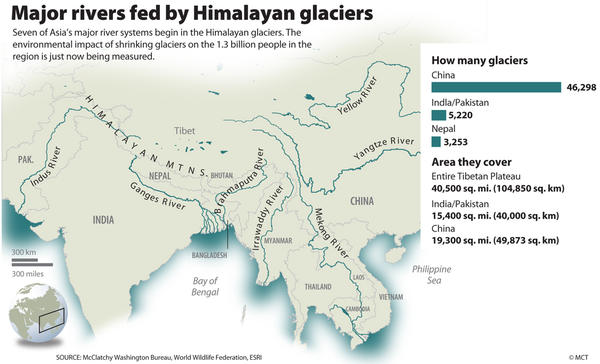 Major rivers fed by Himalayan glaciers
Seven of Asia's major river systems begin in the Himalayan glaciers. The
environmental impact of shrinking glaciers on the 1.3 billion people in the
region is just now being measured.
How many glaciers
China
46,298
India/Pakistan
5,220
Nepal
3,253
Area they cover
Entire Tibetan Plateau
40,500 sq. mi. (104,850 sq. km)
India/Pakistan
15,400 sq. mi. (40,000 sq. km)
China
19,300 sq. mi. (49,873 sq. km)
Yellow River
Yangtze River
HIMALAYAN MTNS.
Tibet
PAK.
Indus River
NEPAL
BHUTAN
Brahmaputra River
Ganges River
CHINA
INDIA
Irrawaddy River
Mekong River
MYANMAR
BANGLADESH
300 km
300 miles
Bay of
Bengal
LAOS
THAILAND
VIETNAM
CAMBODIA
Philippine
Sea
SOURCE: McClatchy Washington Bureau, World Wildlife Federation, ESRI
© MCT